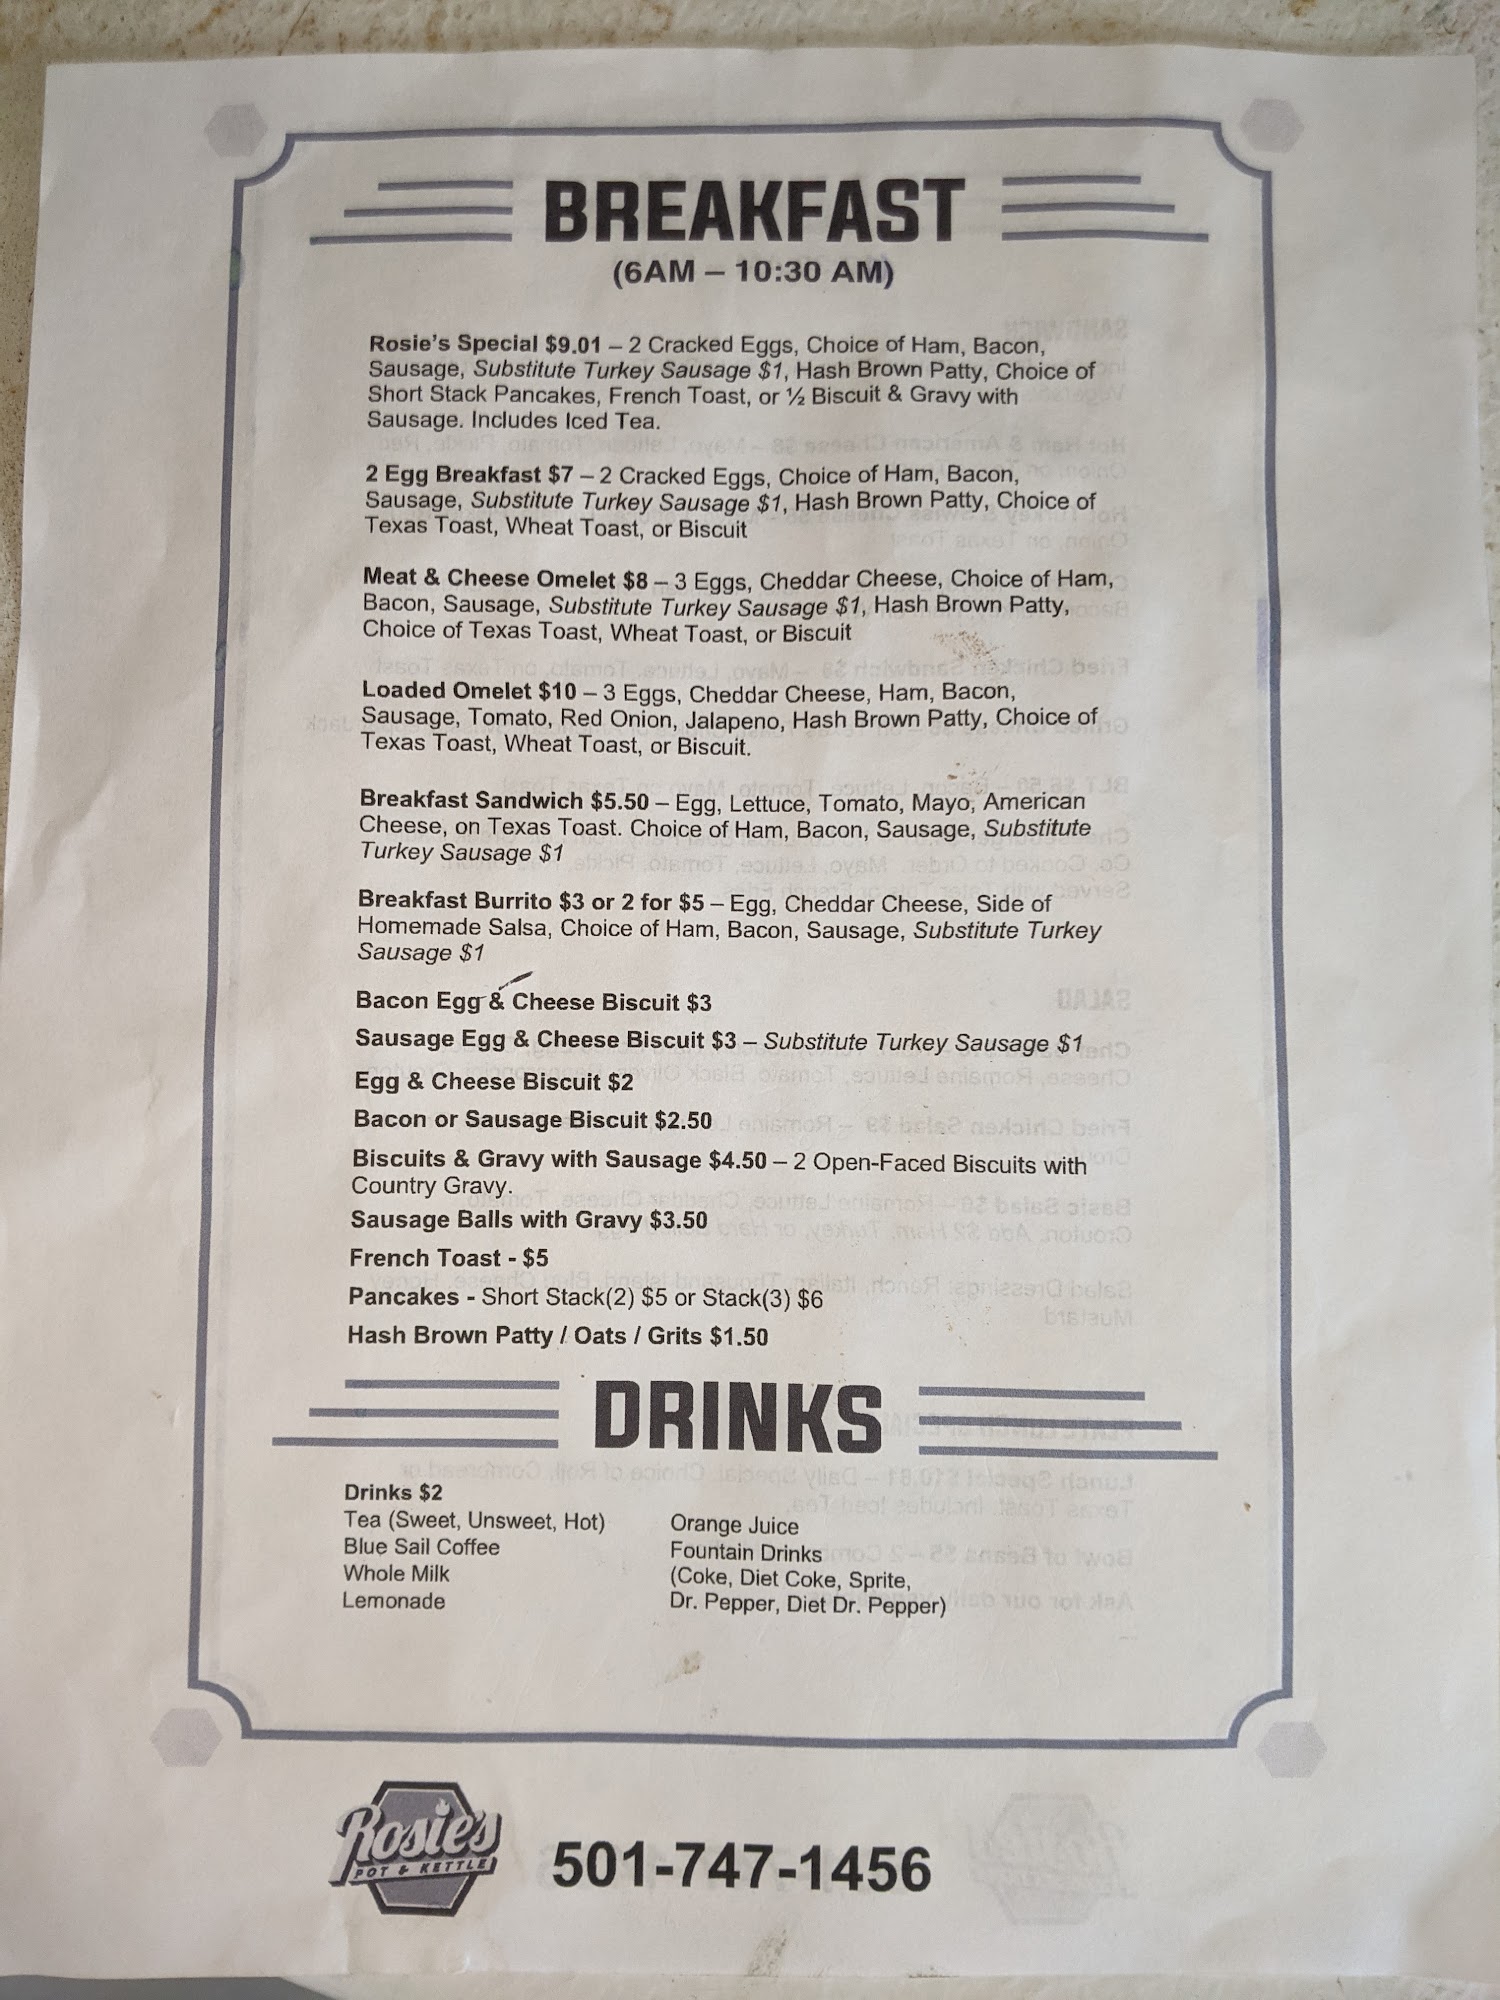 BREAKFAST
(6AM – 10:30 AM)
Rosie's Special $9.01 – 2 Cracked Eggs, Choice of Ham, Bacon,
Sausage, Substitute Turkey Sausage $1, Hash Brown Patty, Choice of
Short Stack Pancakes, French Toast, or ½ Biscuit & Gravy with
Sausage. Includes Iced Tea.
2 Egg Breakfast $7 – 2 Cracked Eggs, Choice of Ham, Bacon,
Sausage, Substitute Turkey Sausage $1, Hash Brown Patty, Choice of
Texas Toast, Wheat Toast, or Biscuit
Meat & Cheese Omelet $8 – 3 Eggs, Cheddar Cheese, Choice of Ham,
Bacon, Sausage, Substitute Turkey Sausage $1, Hash Brown Patty,
Choice of Texas Toast, Wheat Toast, or Biscuit
Loaded Omelet $10 – 3 Eggs, Cheddar Cheese, Ham, Bacon,
Sausage, Tomato, Red Onion, Jalapeno, Hash Brown Patty, Choice of
Texas Toast, Wheat Toast, or Biscuit.
Breakfast Sandwich $5.50 – Egg, Lettuce, Tomato, Mayo, American
Cheese, on Texas Toast. Choice of Ham, Bacon, Sausage, Substitute
Turkey Sausage $1
Breakfast Burrito $3 or 2 for $5 – Egg, Cheddar Cheese, Side of
Homemade Salsa, Choice of Ham, Bacon, Sausage, Substitute Turkey
Sausage $1
Bacon Egg & Cheese Biscuit $3
Sausage Egg & Cheese Biscuit $3 – Substitute Turkey Sausage $1
Egg & Cheese Biscuit $2
Bacon or Sausage Biscuit $2.50
Biscuits & Gravy with Sausage $4.50 – 2 Open-Faced Biscuits with
Country Gravy.
Sausage Balls with Gravy $3.50
French Toast - $5
Pancakes - Short Stack(2) $5 or Stack(3) $6
Hash Brown Patty / Oats / Grits $1.50
DRINKS
Drinks $2
Tea (Sweet, Unsweet, Hot)
Blue Sail Coffee
Whole Milk
Lemonade
Orange Juice
Fountain Drinks
(Coke, Diet Coke, Sprite,
Dr. Pepper, Diet Dr. Pepper)
Rosie's
POT & KETTLE
501-747-1456